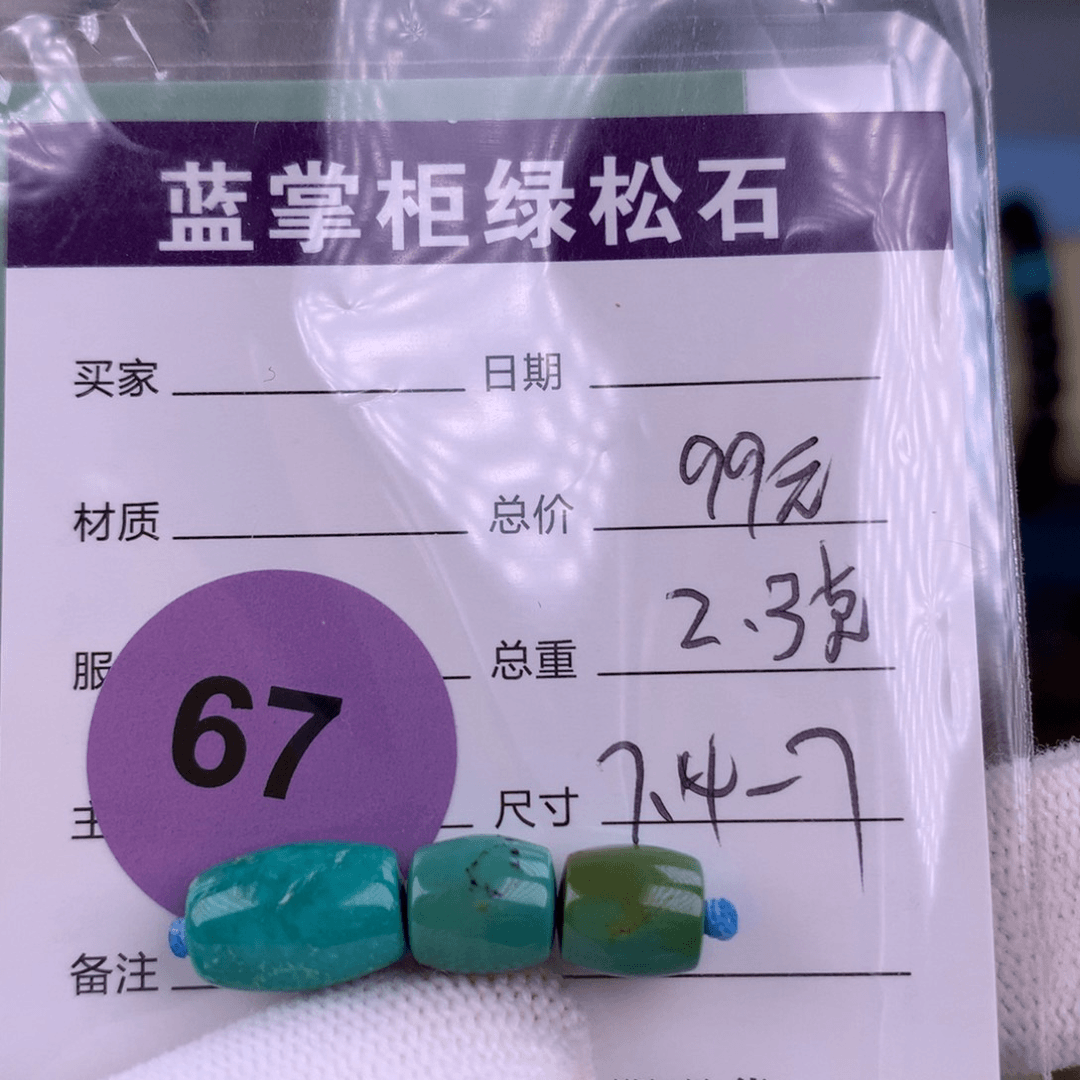 蓝掌柜绿松石
买家 日期
材质 总价 99元
服 总重 2.3克
67
主 尺寸 7.4-7
备注